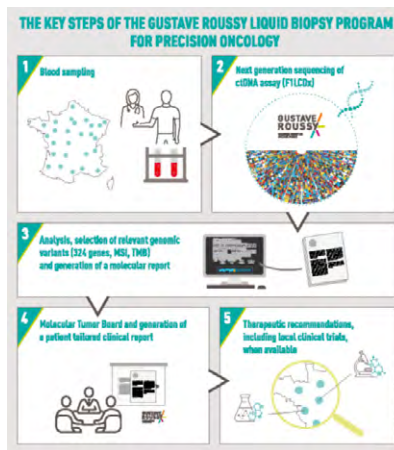 THE KEY STEPS OF THE GUSTAVE ROUSSY LIQUID BIOPSY PROGRAM
FOR PRECISION ONCOLOGY
1
Blood sampling
2
Next generation sequencing of
ctDNA assay (F1LCDx)
GUSTAVE
ROUSSY
3
Analysis, selection of relevant genomic
variants (324 genes, MSI, TMB)
and generation of a molecular report
4
Molecular Tumor Board and generation of
a patient tailored clinical report
GUSTAVE
ROUSSY
5
Therapeutic recommendations,
including local clinical trials,
when available